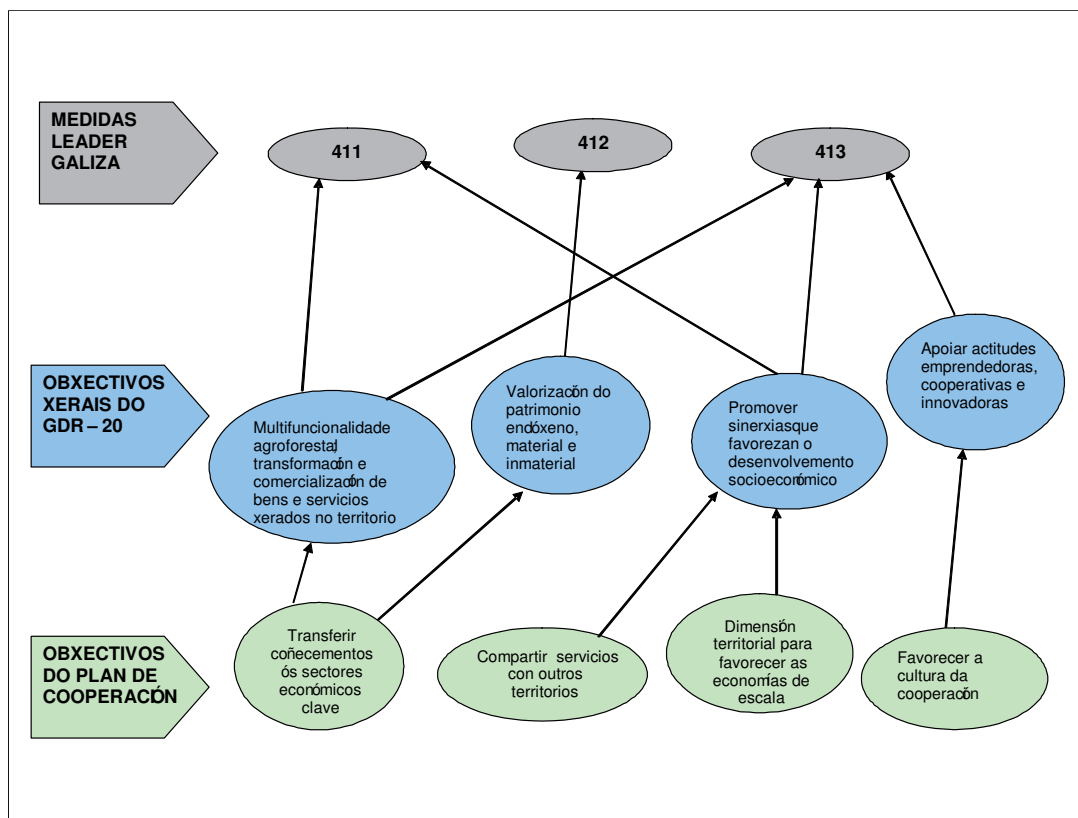 MEDIDAS
LEADER
GALIZA
411
412
413
OBXECTIVOS
XERAIS DO
GDR – 20
Multifuncionalidade
agroforestal,
transformación e
comercialización de
bens e servicios
xerados no territorio
Valorización do
patrimonio
endóxeno,
material e
inmaterial
Promover
sinerxiasque
favorezan o
desenvolvemento
socioeconómico
Apoiar actitudes
emprendedoras,
cooperativas e
innovadoras
OBXECTIVOS
DO PLAN DE
COOPERACIÓN
Transferir
coñecementos
ós sectores
económicos
clave
Compartir servicios
con outros
territorios
Dimensión
territorial para
favorecer as
economías de
escala
Favorecer a
cultura da
cooperación